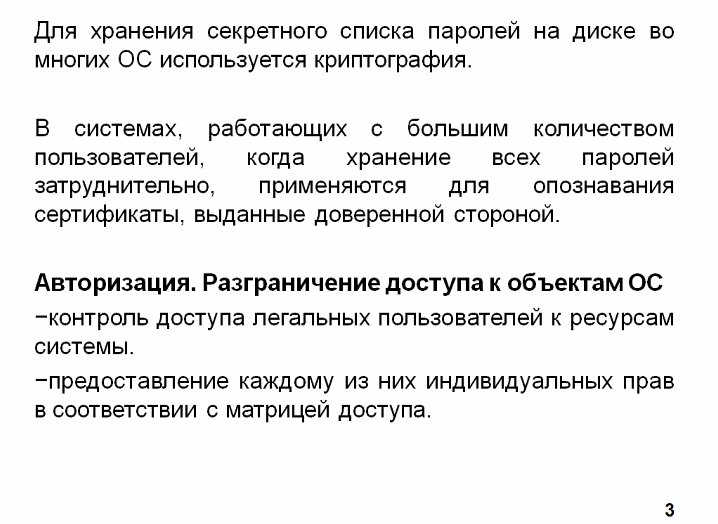 Для хранения секретного списка паролей на диске во
многих ОС используется криптография.
В системах, работающих с большим количеством
пользователей, когда хранение всех паролей
затруднительно, применяются для опознавания
сертификаты, выданные доверенной стороной.
Авторизация. Разграничение доступа к объектам ОС
−контроль доступа легальных пользователей к ресурсам
системы.
−предоставление каждому из них индивидуальных прав
в соответствии с матрицей доступа.
3